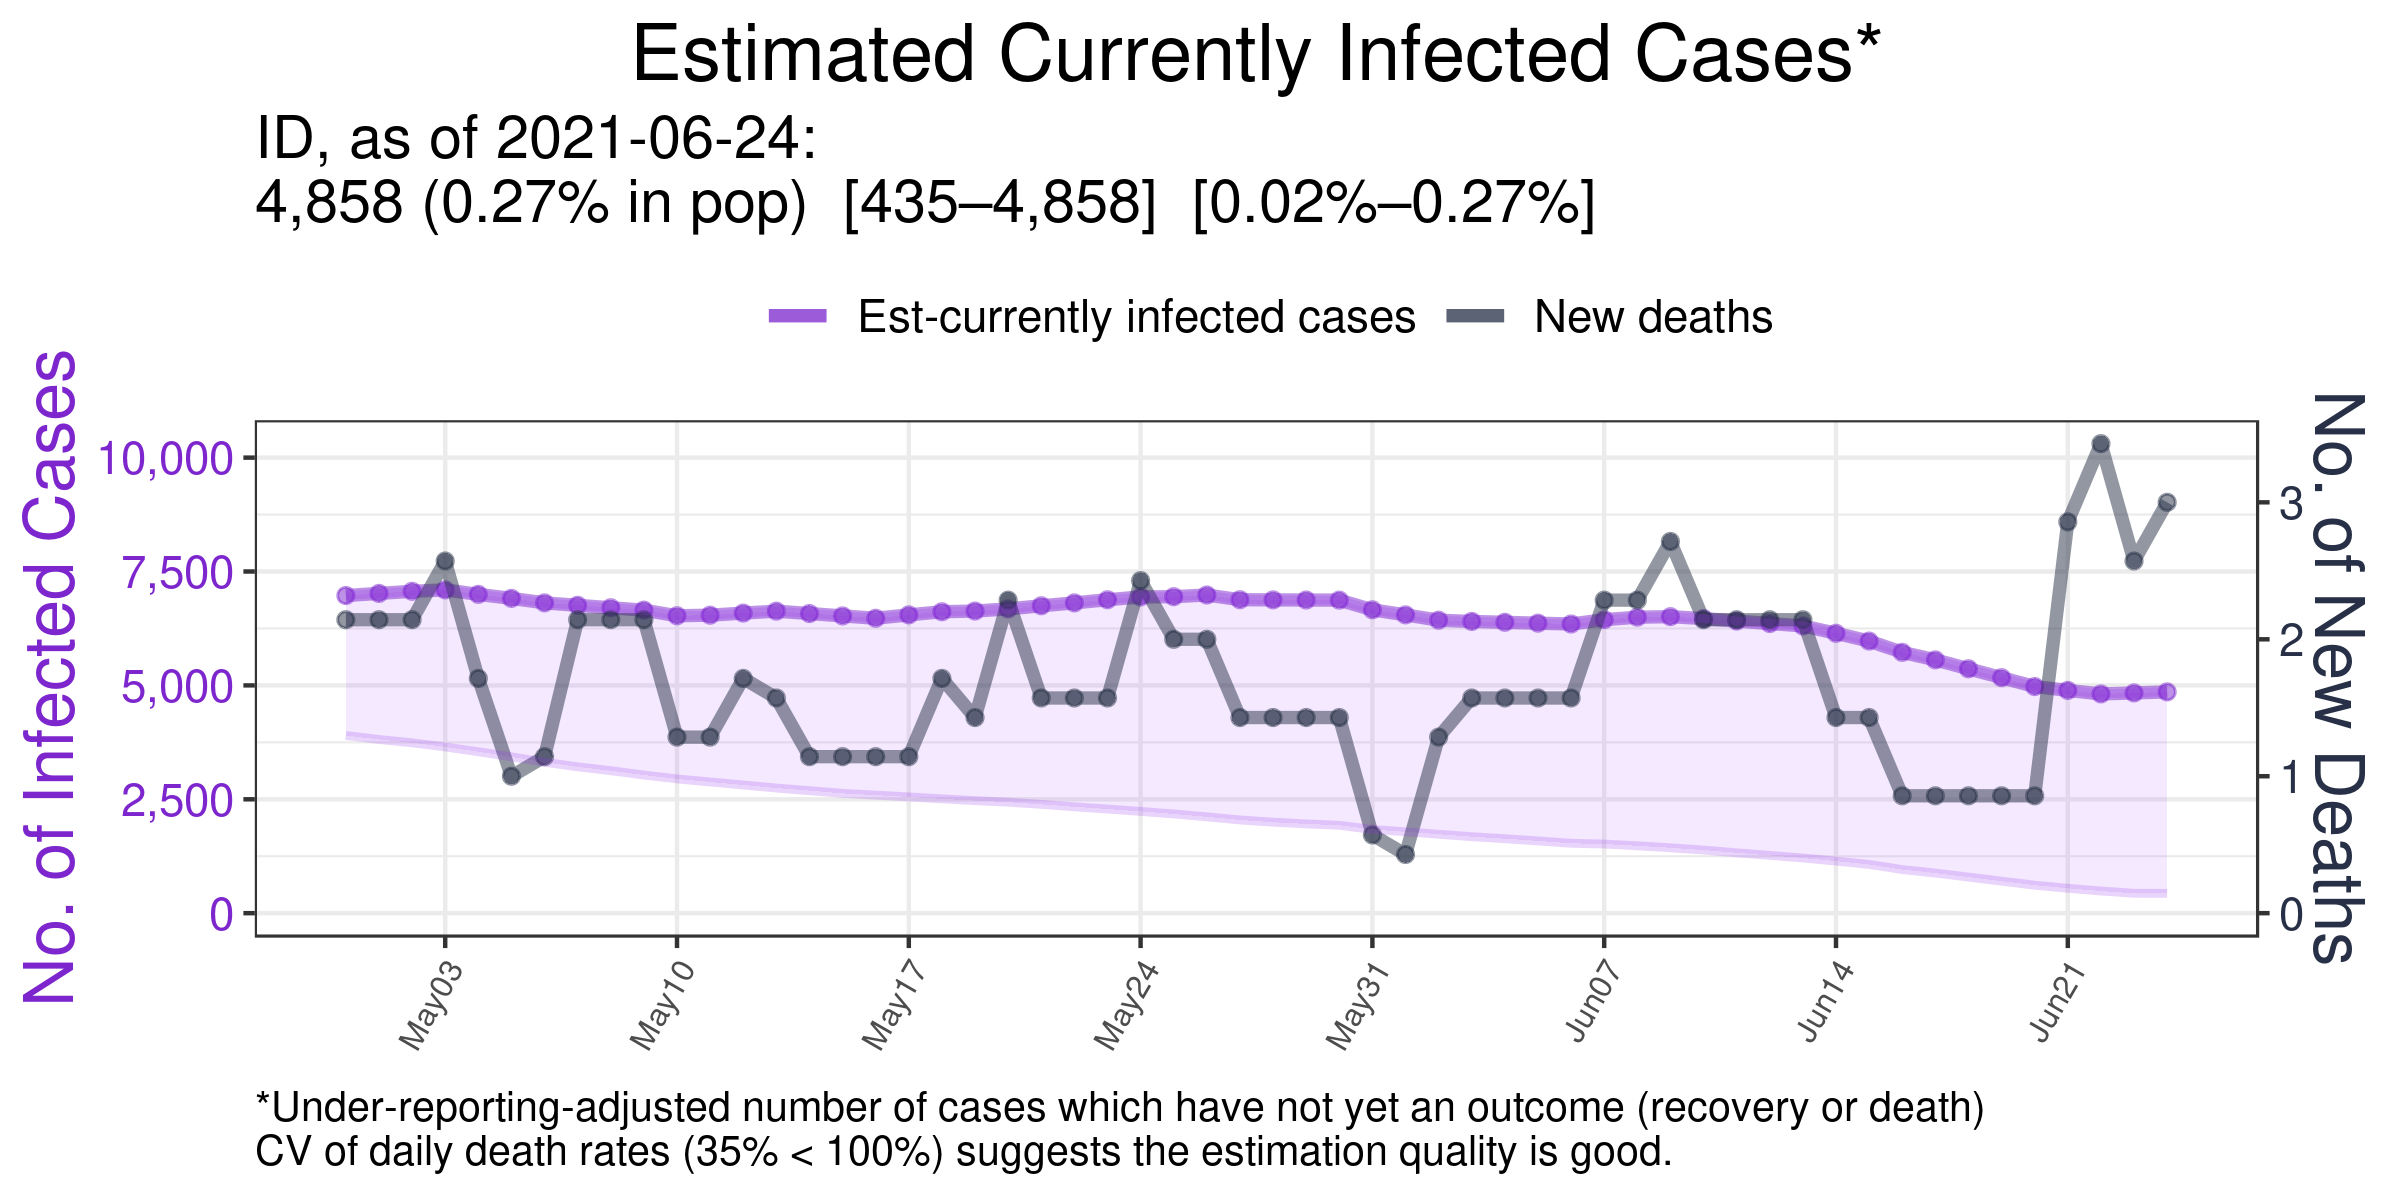 Estimated Currently Infected Cases*
ID, as of 2021-06-24:
4,858 (0.27% in pop)  [435–4,858]  [0.02%–0.27%]
Est-currently infected cases
New deaths
No. of Infected Cases
10,000
7,500
5,000
2,500
0
No. of New Deaths
3
2
1
0
May03
May10
May17
May24
May31
Jun07
Jun14
Jun21
*Under-reporting-adjusted number of cases which have not yet an outcome (recovery or death)
CV of daily death rates (35% < 100%) suggests the estimation quality is good.